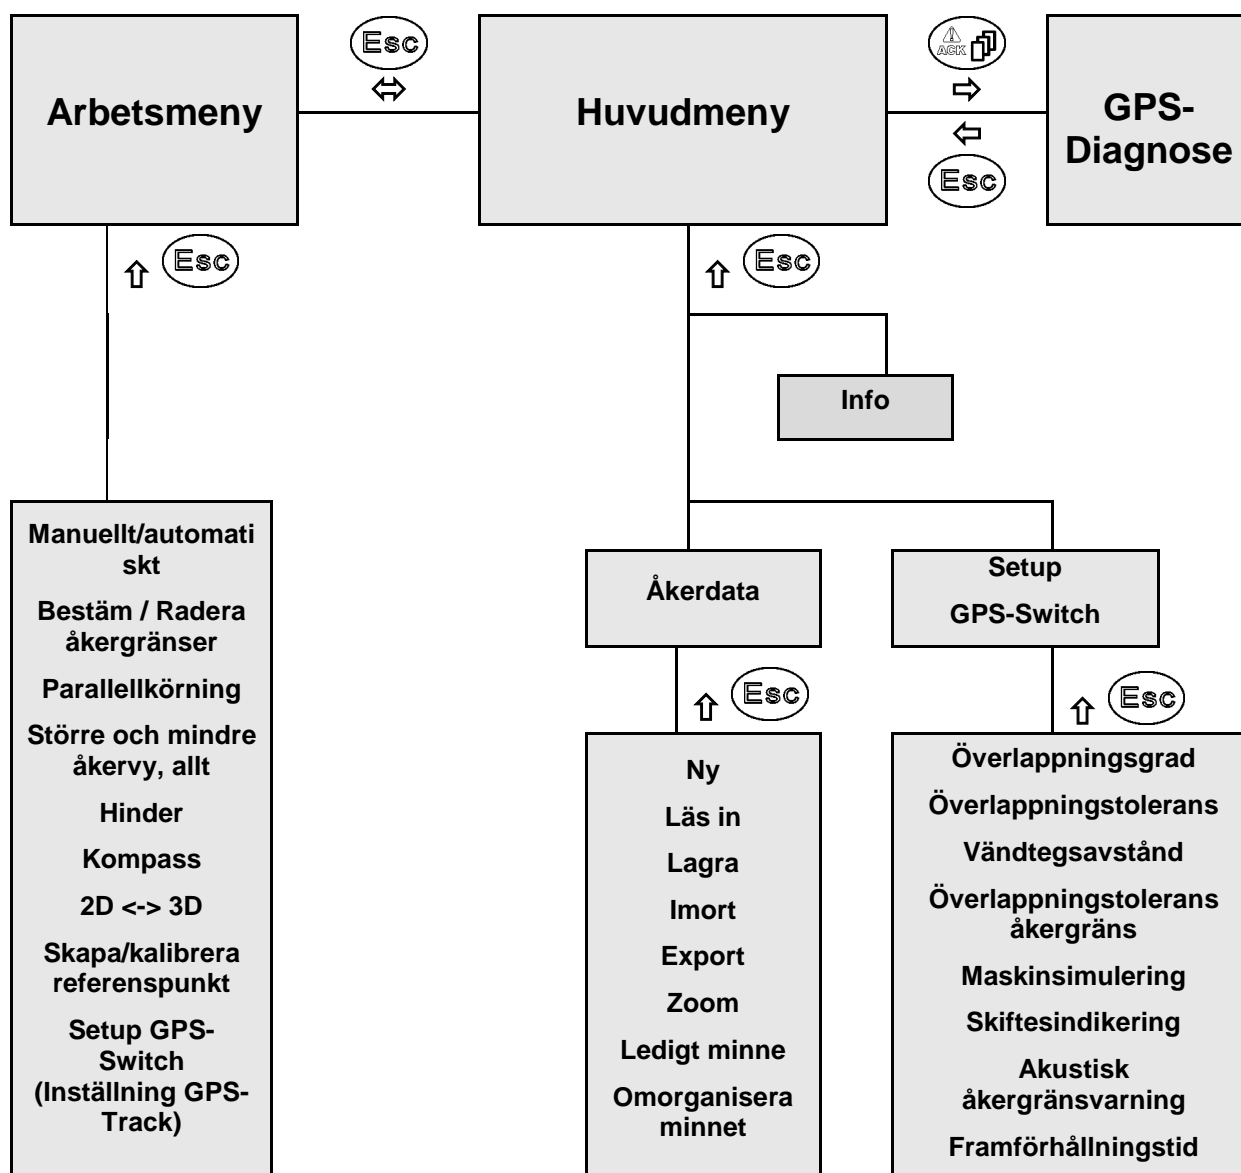 Esc
ACK
Arbetsmeny
Huvudmeny
GPS-
Diagnose
Esc
Esc
Esc
Info
Manuellt/automati
skt
Bestäm / Radera
åkergränser
Parallellkörning
Större och mindre
åkervy, allt
Hinder
Kompass
2D <-> 3D
Skapa/kalibrera
referenspunkt
Setup GPS-
Switch
(Inställning GPS-
Track)
Åkerdata
Setup
GPS-Switch
Esc
Esc
Ny
Läs in
Lagra
Imort
Export
Zoom
Ledigt minne
Omorganisera
minnet
Överlappningsgrad
Överlappningstolerans
Vändtegsavstånd
Överlappningstolerans
åkergräns
Maskinsimulering
Skiftesindikering
Akustisk
åkergränsvarning
Framförhållningstid